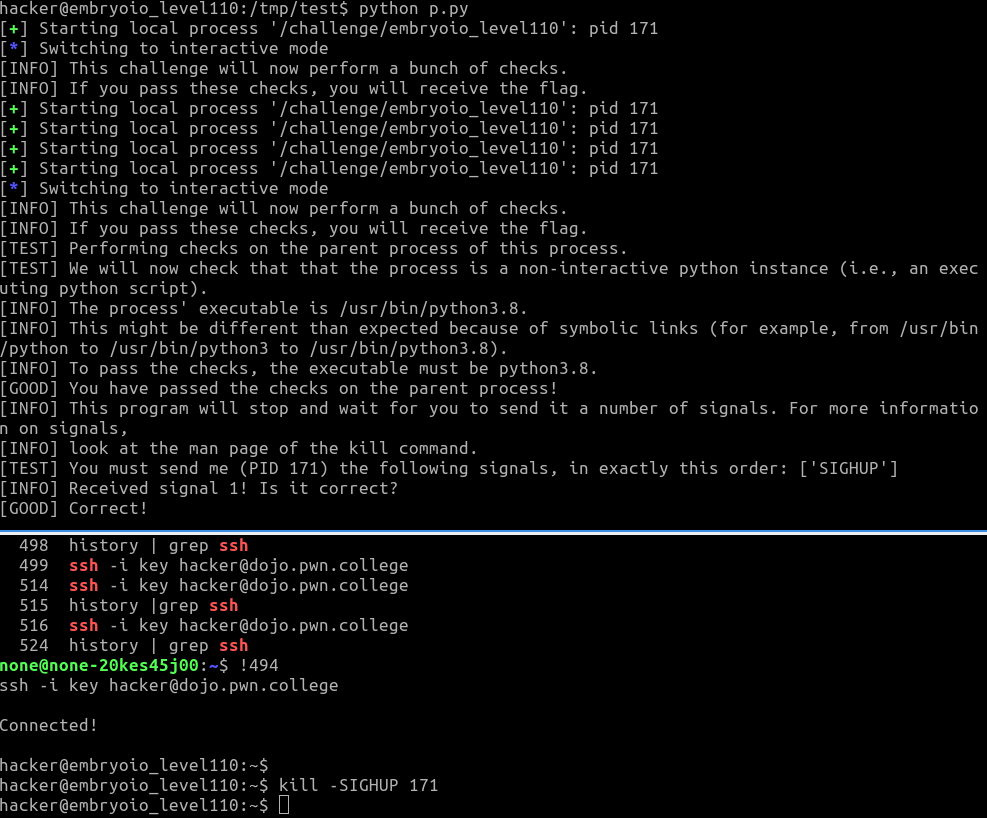 hacker@embryoio_level110:/tmp/test$ python p.py
[+] Starting local process '/challenge/embryoio_level110': pid 171
[*] Switching to interactive mode
[INFO] This challenge will now perform a bunch of checks.
[INFO] If you pass these checks, you will receive the flag.
[+] Starting local process '/challenge/embryoio_level110': pid 171
[+] Starting local process '/challenge/embryoio_level110': pid 171
[+] Starting local process '/challenge/embryoio_level110': pid 171
[+] Starting local process '/challenge/embryoio_level110': pid 171
[*] Switching to interactive mode
[INFO] This challenge will now perform a bunch of checks.
[INFO] If you pass these checks, you will receive the flag.
[TEST] Performing checks on the parent process of this process.
[TEST] We will now check that that the process is a non-interactive python instance (i.e., an exec
uting python script).
[INFO] The process' executable is /usr/bin/python3.8.
[INFO] This might be different than expected because of symbolic links (for example, from /usr/bin
/python to /usr/bin/python3 to /usr/bin/python3.8).
[INFO] To pass the checks, the executable must be python3.8.
[GOOD] You have passed the checks on the parent process!
[INFO] This program will stop and wait for you to send it a number of signals. For more informatio
n on signals,
[INFO] look at the man page of the kill command.
[TEST] You must send me (PID 171) the following signals, in exactly this order: ['SIGHUP']
[INFO] Received signal 1! Is it correct?
[GOOD] Correct!
498 history | grep ssh
499 ssh -i key hacker@dojo.pwn.college
514 ssh -i key hacker@dojo.pwn.college
515 history |grep ssh
516 ssh -i key hacker@dojo.pwn.college
524 history | grep ssh
none@none-20kes45j00:~$ !494
ssh -i key hacker@dojo.pwn.college
Connected!
hacker@embryoio_level110:~$
hacker@embryoio_level110:~$ kill -SIGHUP 171
hacker@embryoio_level110:~$